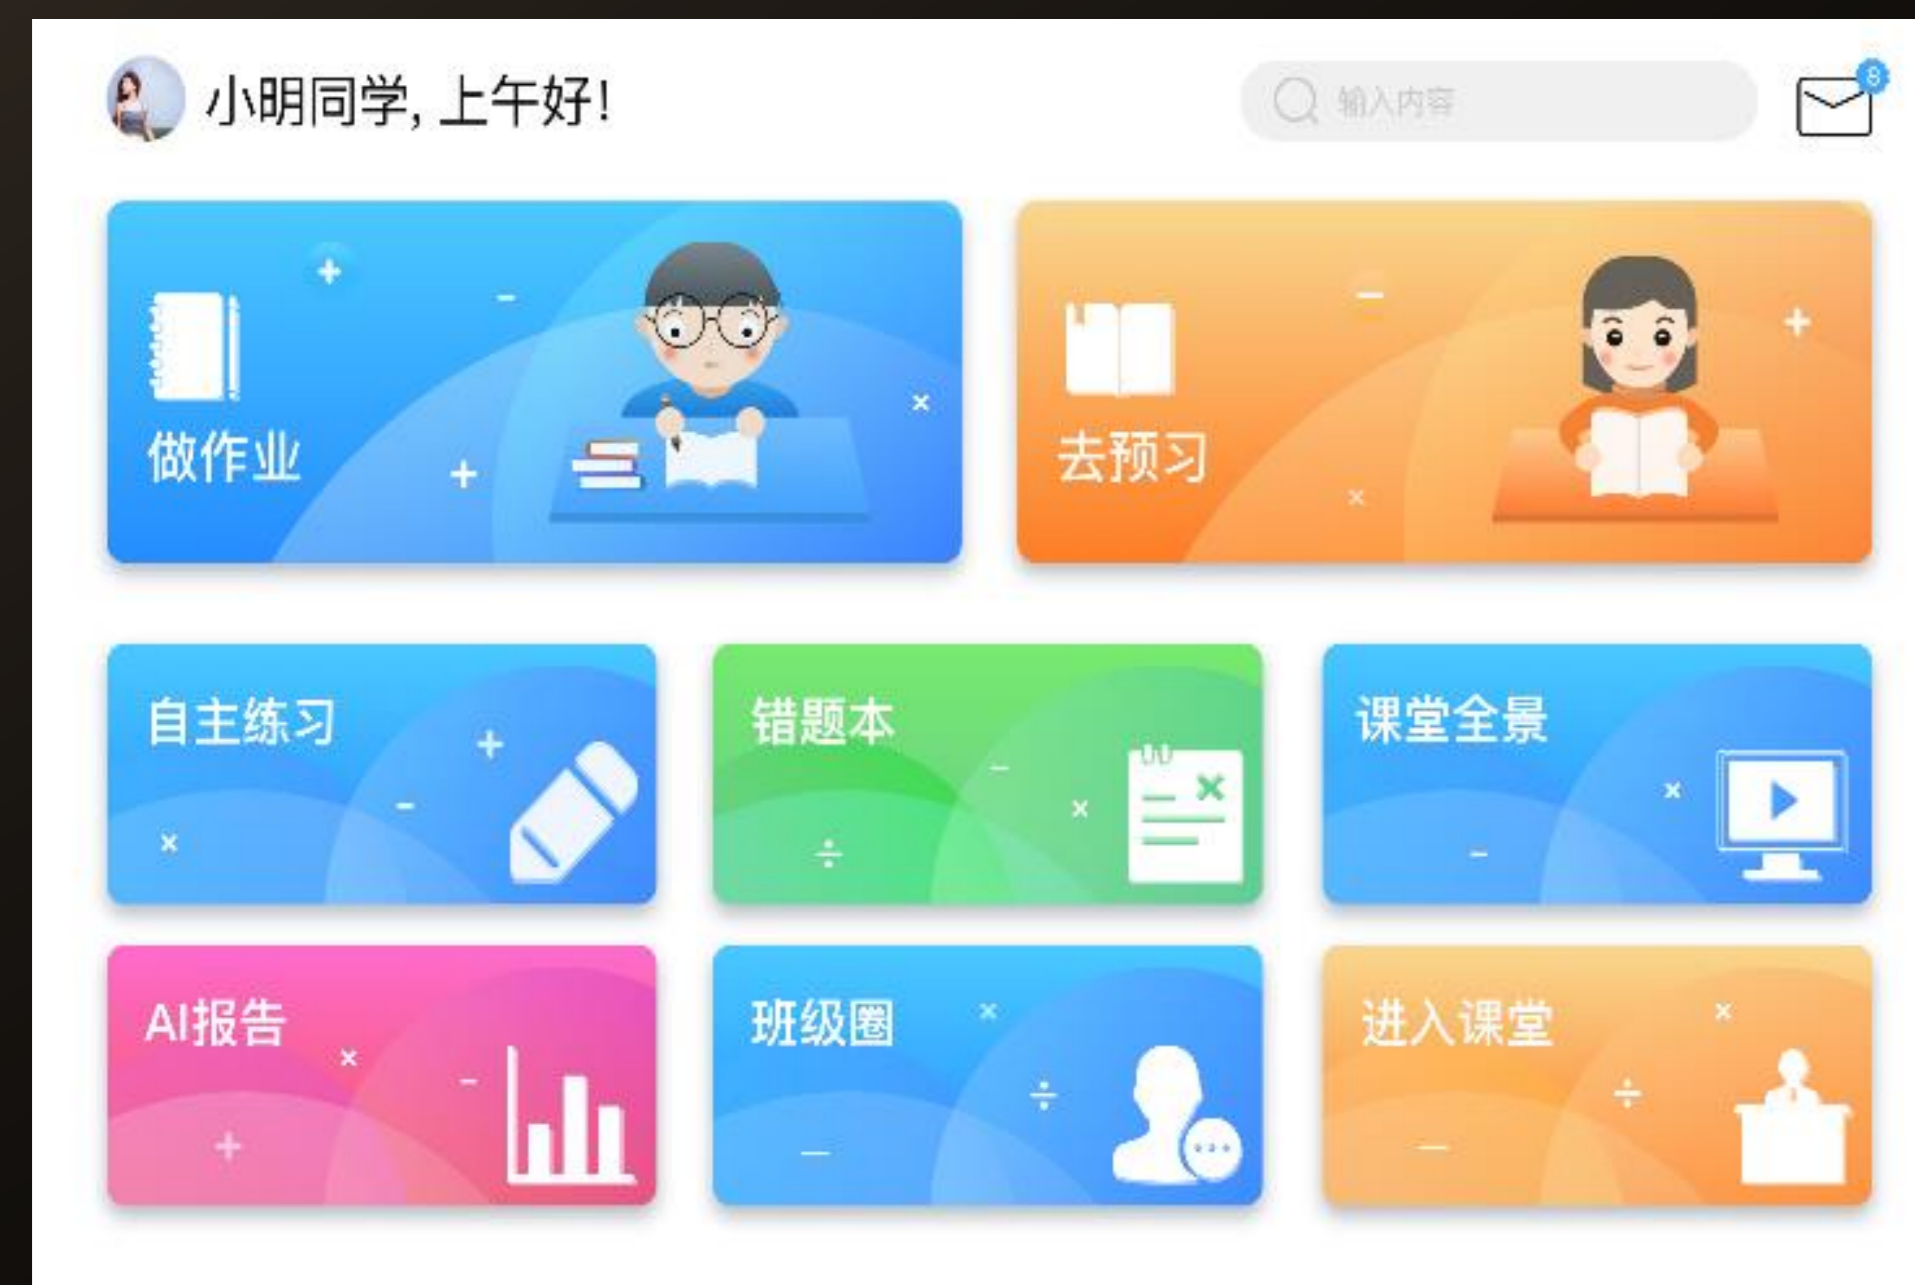 小明同学, 上午好!
输入内容
8
做作业
去预习
自主练习
错题本
课堂全景
AI报告
班级圈
进入课堂